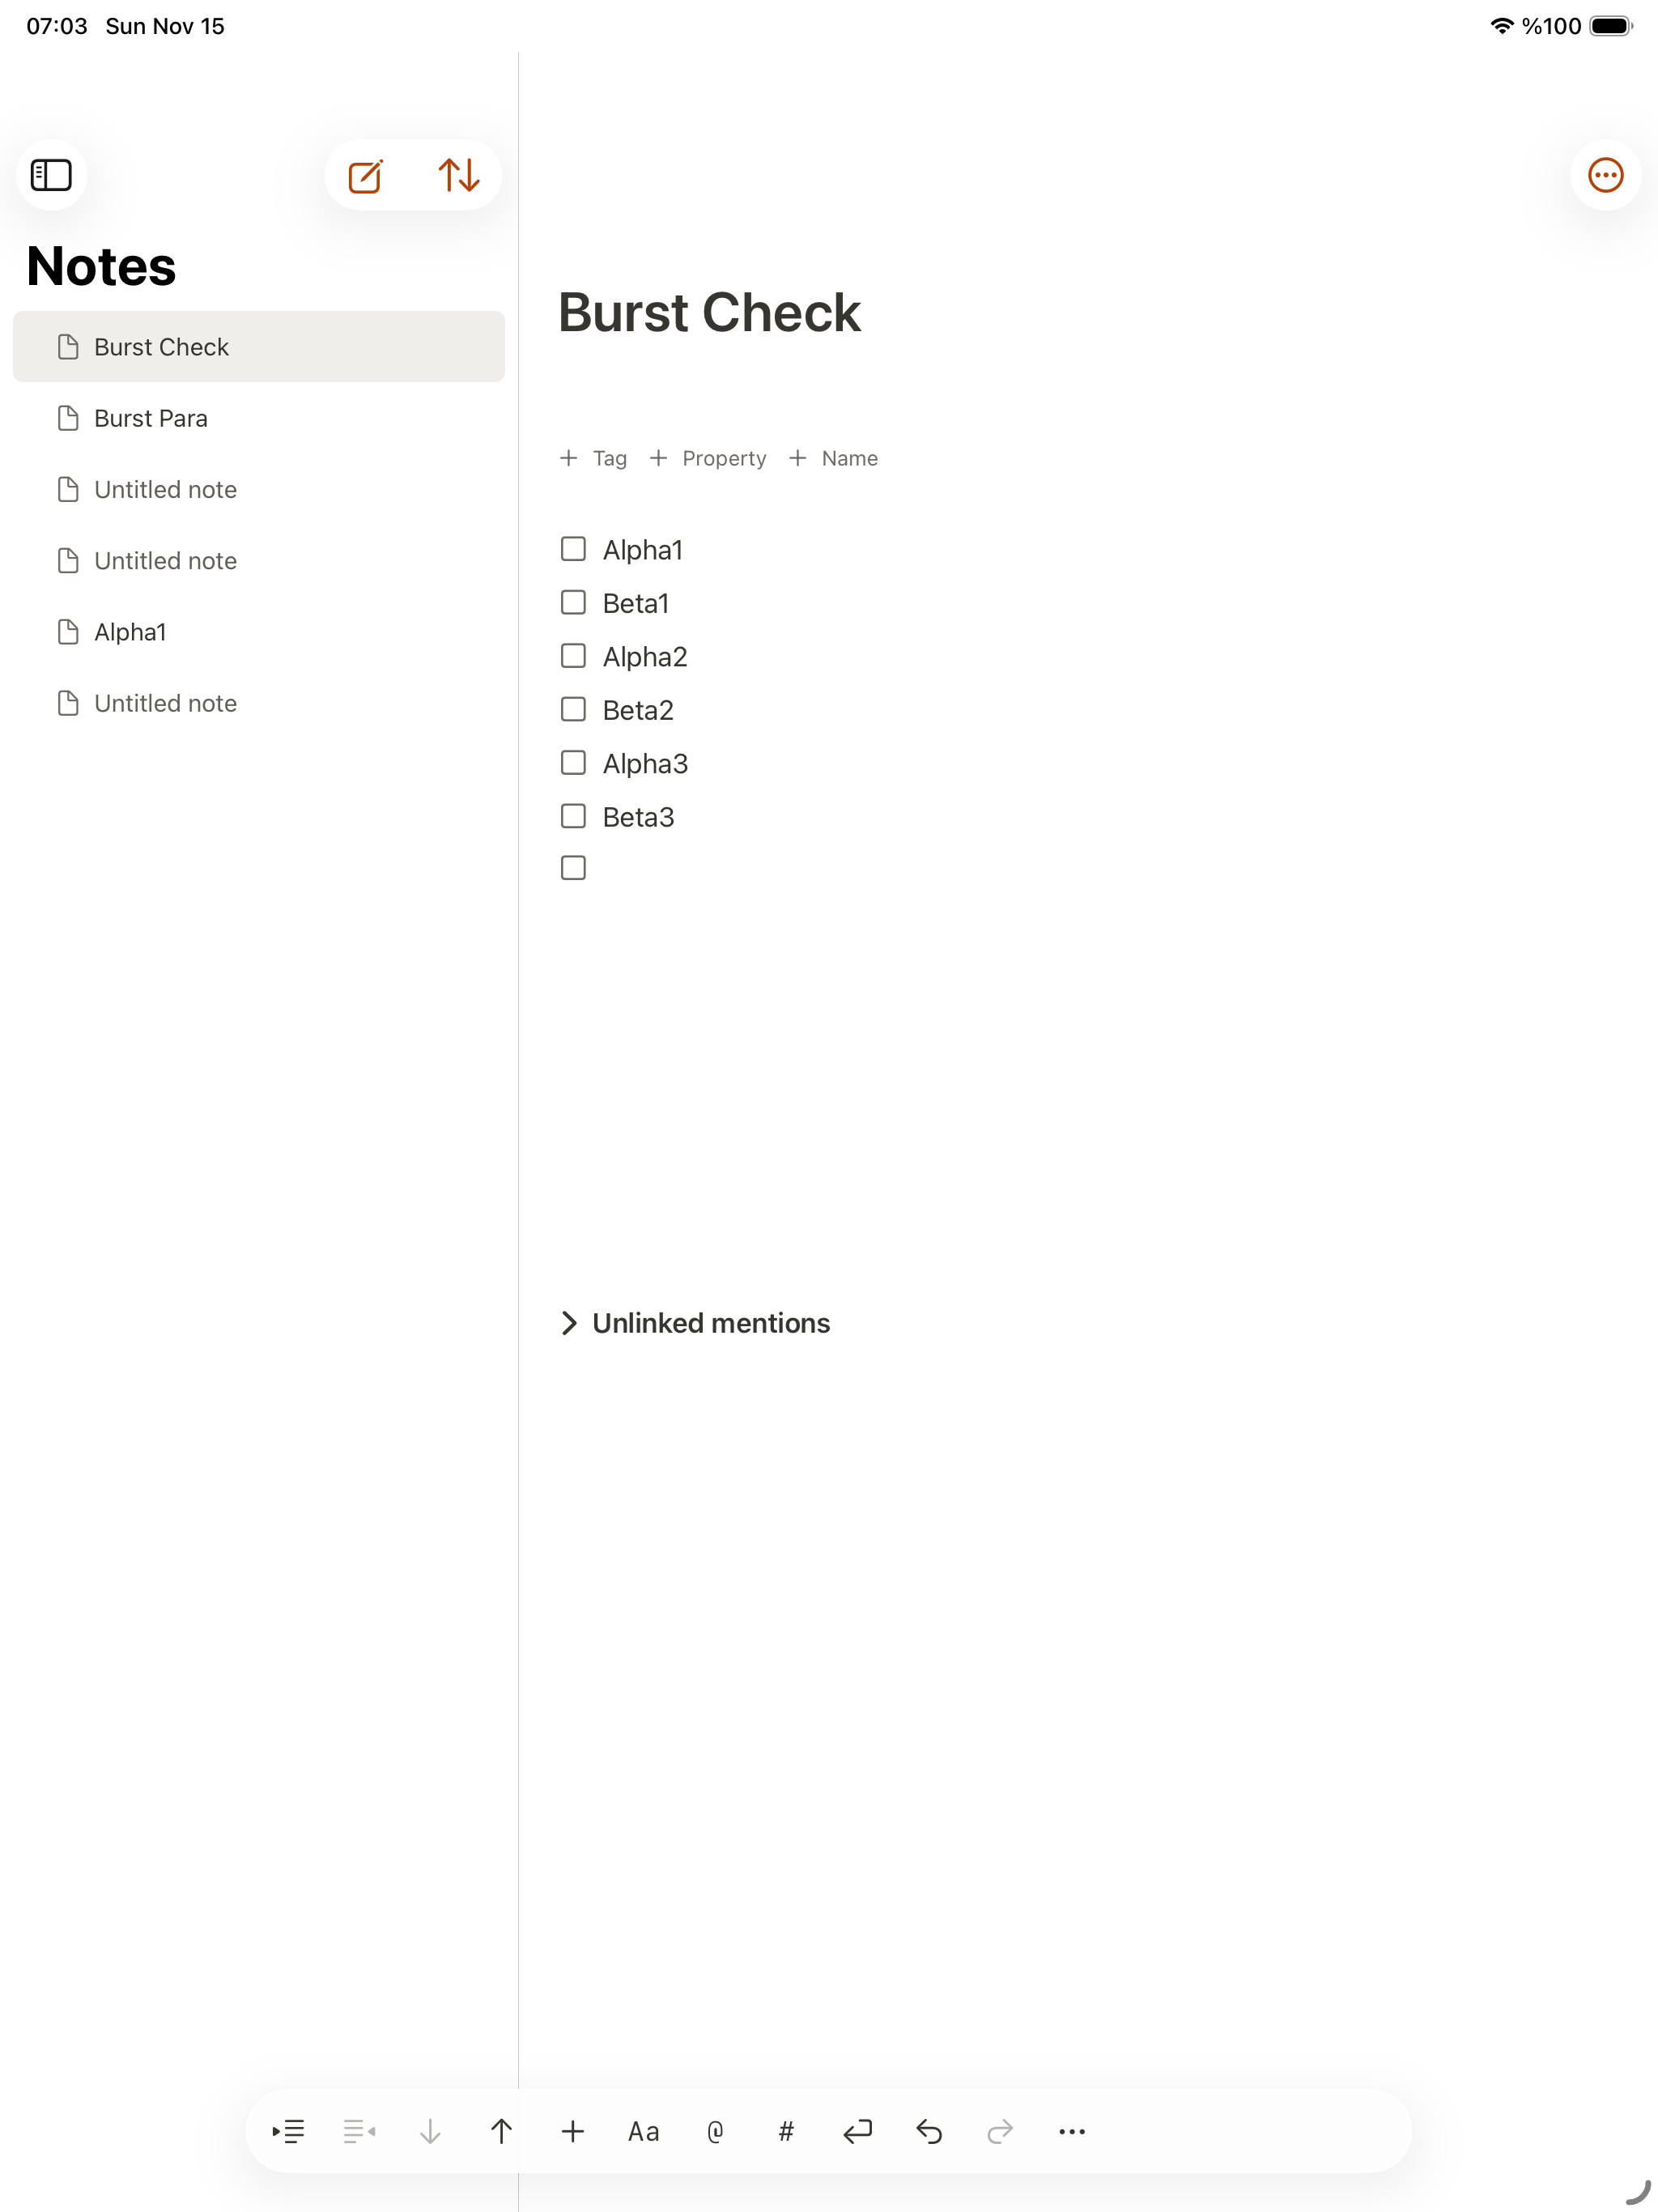 07:03 Sun Nov 15 %100
Notes
Burst Check
Burst Para
Untitled note
Untitled note
Alpha1
Untitled note
Burst Check
+ Tag + Property + Name
Alpha1
Beta1
Alpha2
Beta2
Alpha3
Beta3
Unlinked mentions
Aa @ #